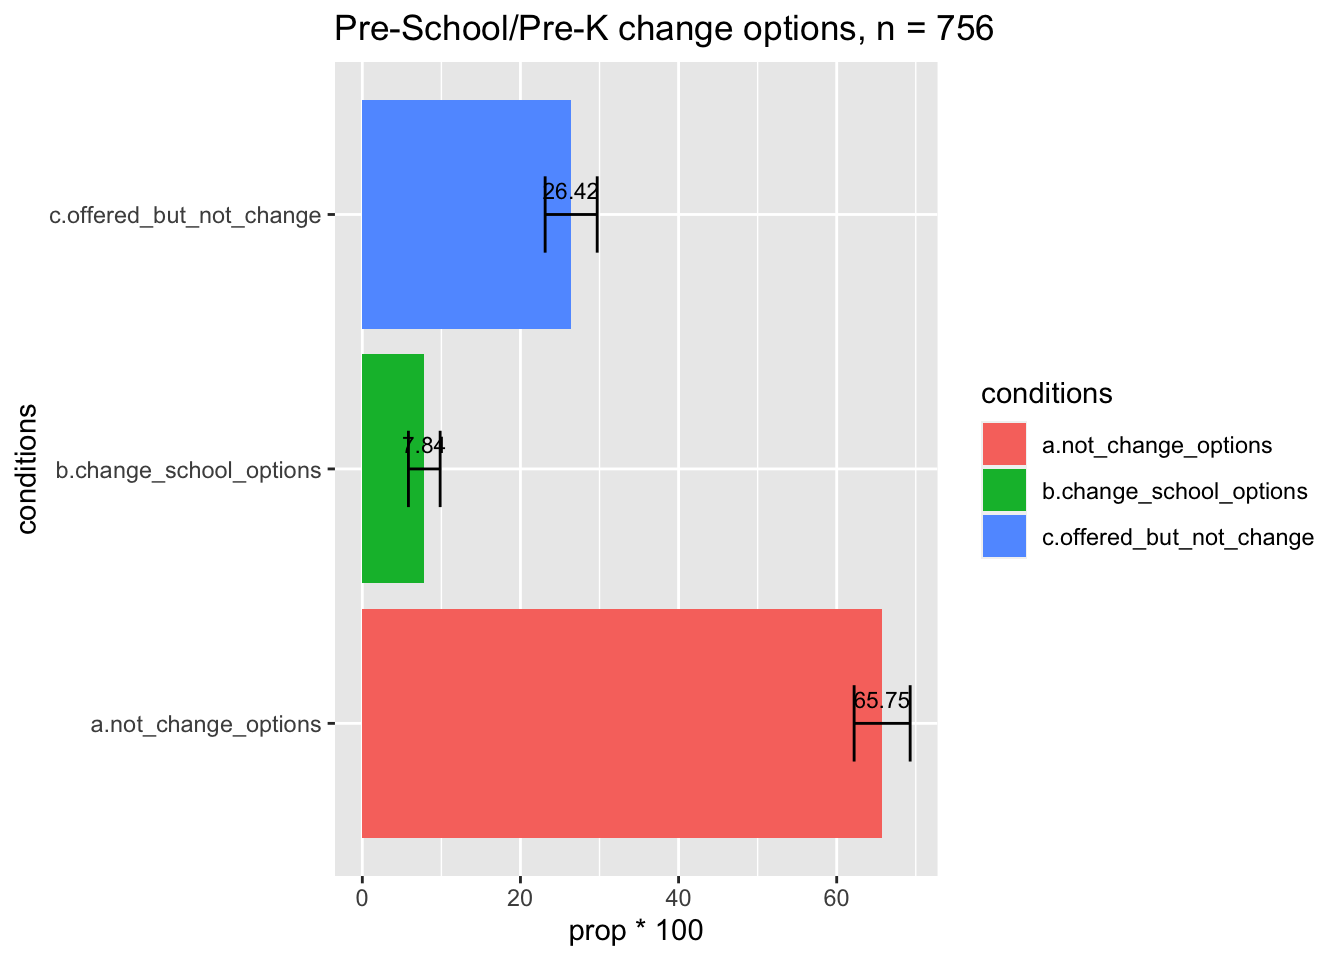 Pre-School/Pre-K change options, n = 756
conditions
c.offered_but_not_change
26.42
b.change_school_options
7.84
a.not_change_options
65.75
0 20 40 60
prop * 100
conditions
a.not_change_options
b.change_school_options
c.offered_but_not_change